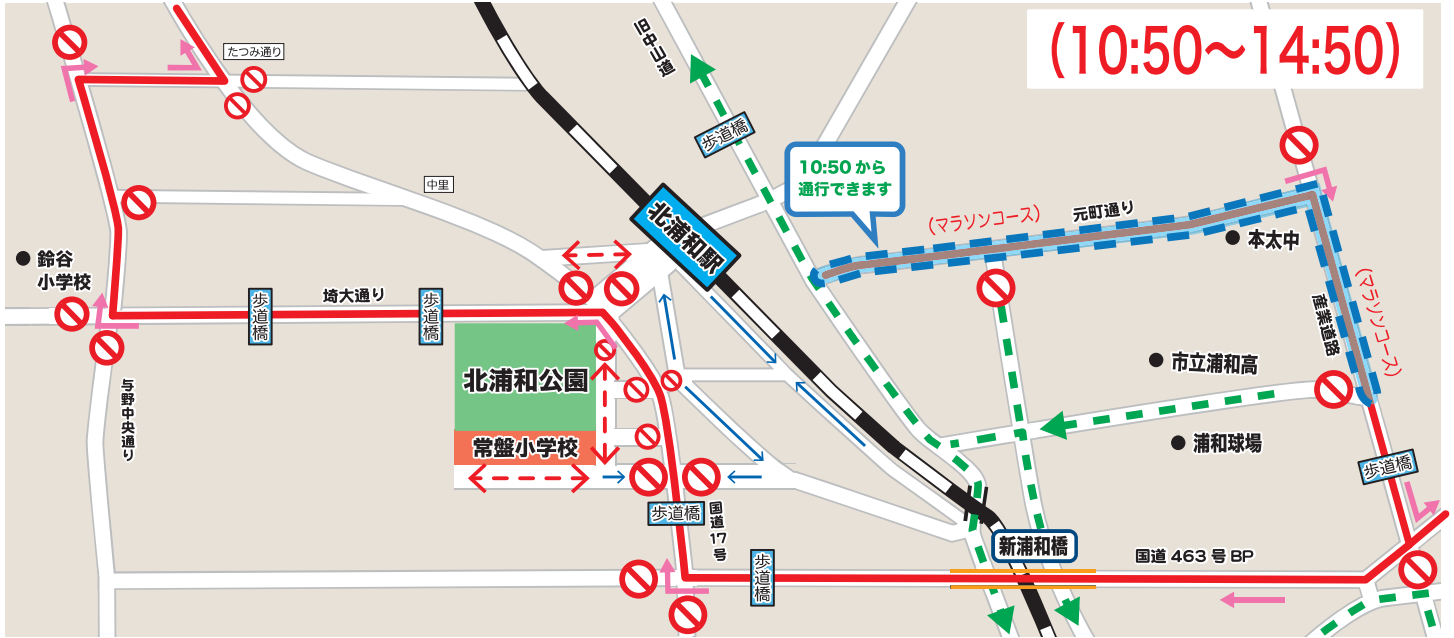 (10:50〜14:50)
旧中山道
たつみ通り
歩道橋
10:50 から
通行できます
中里
北浦和駅
(マラソンコース)
元町通り
本太中
鈴谷
小学校
埼大通り
歩道橋
歩道橋
産業道路
(マラソンコース)
北浦和公園
市立浦和高
与野中央通り
常盤小学校
浦和球場
歩道橋
歩道橋
国道17号
新浦和橋
国道 463 号 BP
歩道橋